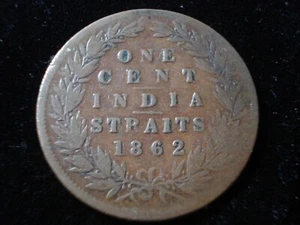 ONE
CENT
INDIA
STRAITS
1862